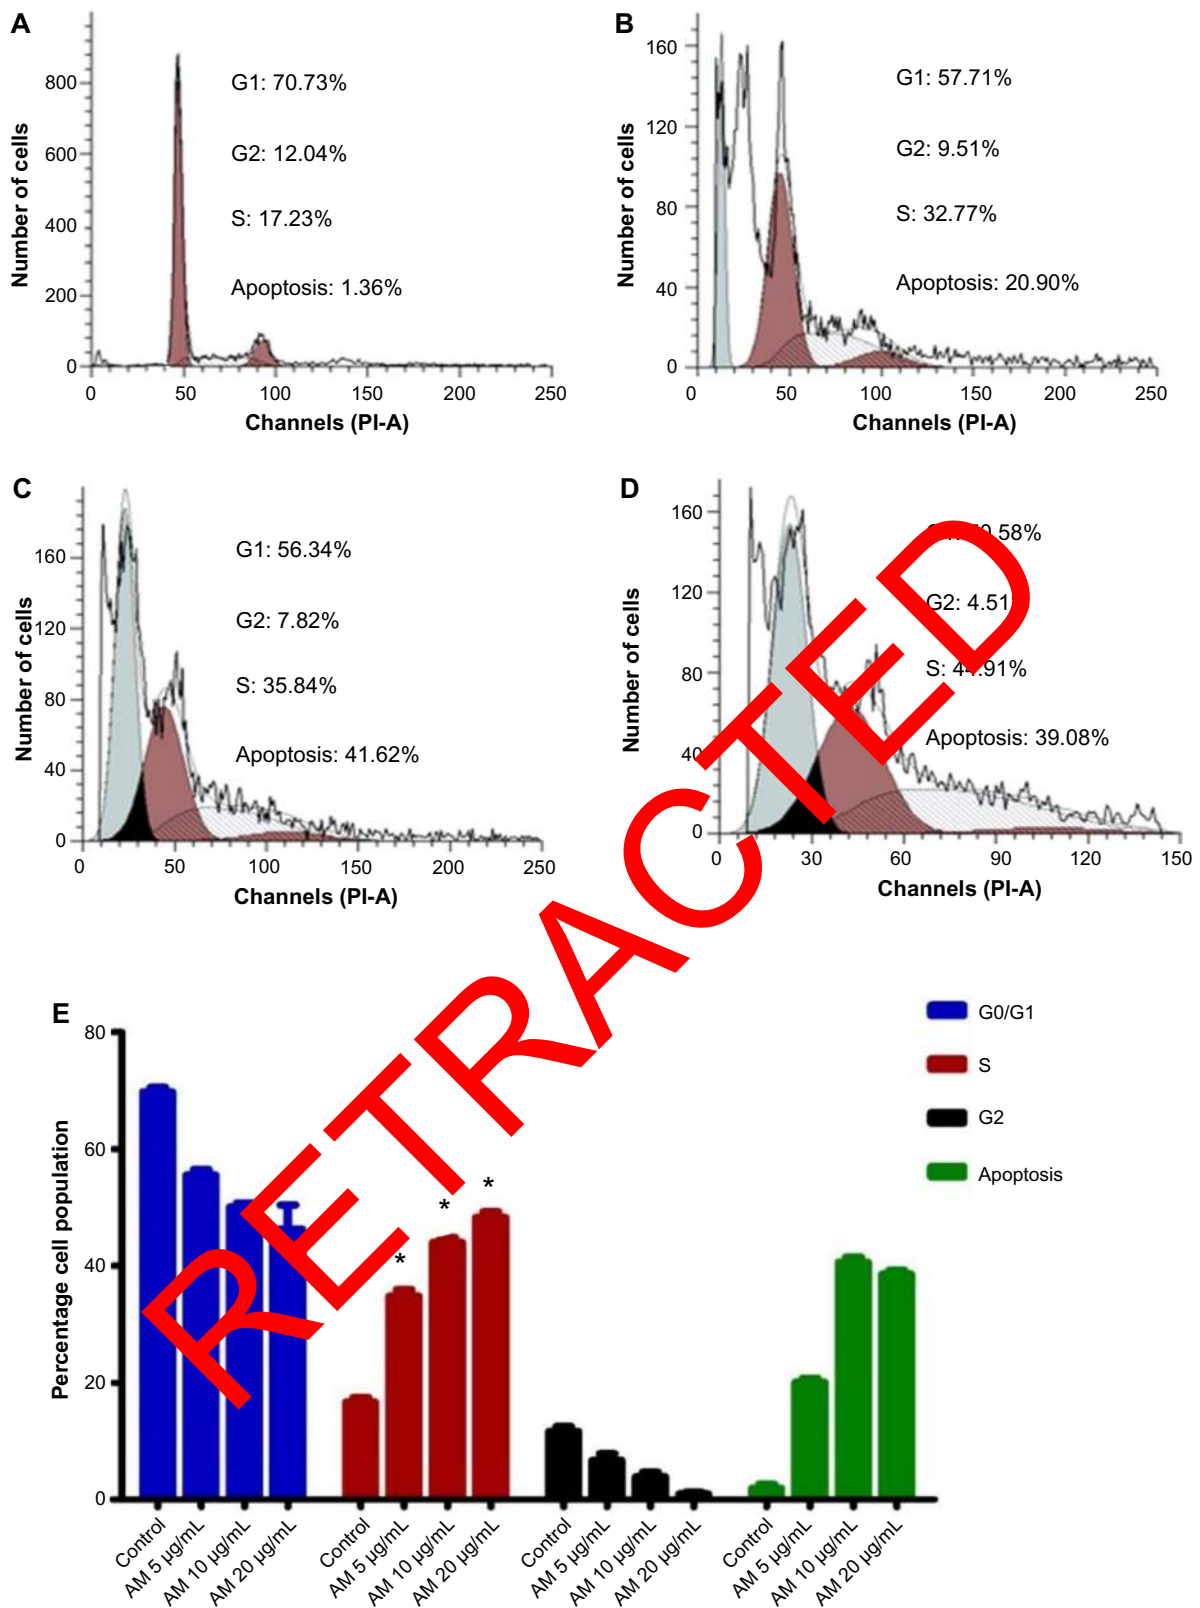 A
Number of cells
800
600
400
200
0
G1: 70.73%
G2: 12.04%
S: 17.23%
Apoptosis: 1.36%
0 50 100 150 200 250
Channels (PI-A)
B
Number of cells
160
120
80
40
0
G1: 57.71%
G2: 9.51%
S: 32.77%
Apoptosis: 20.90%
0 50 100 150 200 250
Channels (PI-A)
C
Number of cells
160
120
80
40
0
G1: 56.34%
G2: 7.82%
S: 35.84%
Apoptosis: 41.62%
0 50 100 150 200 250
Channels (PI-A)
D
Number of cells
160
120
80
40
0
G2: 4.51
S: 44.91%
Apoptosis: 39.08%
0 30 60 90 120 150
Channels (PI-A)
RETRACTED
E
Percentage cell population
80
60
40
20
0
* * *
G0/G1
S
G2
Apoptosis
Control AM 5 µg/mL AM 10 µg/mL AM 20 µg/mL Control AM 5 µg/mL AM 10 µg/mL AM 20 µg/mL Control AM 5 µg/mL AM 10 µg/mL AM 20 µg/mL Control AM 5 µg/mL AM 10 µg/mL AM 20 µg/mL